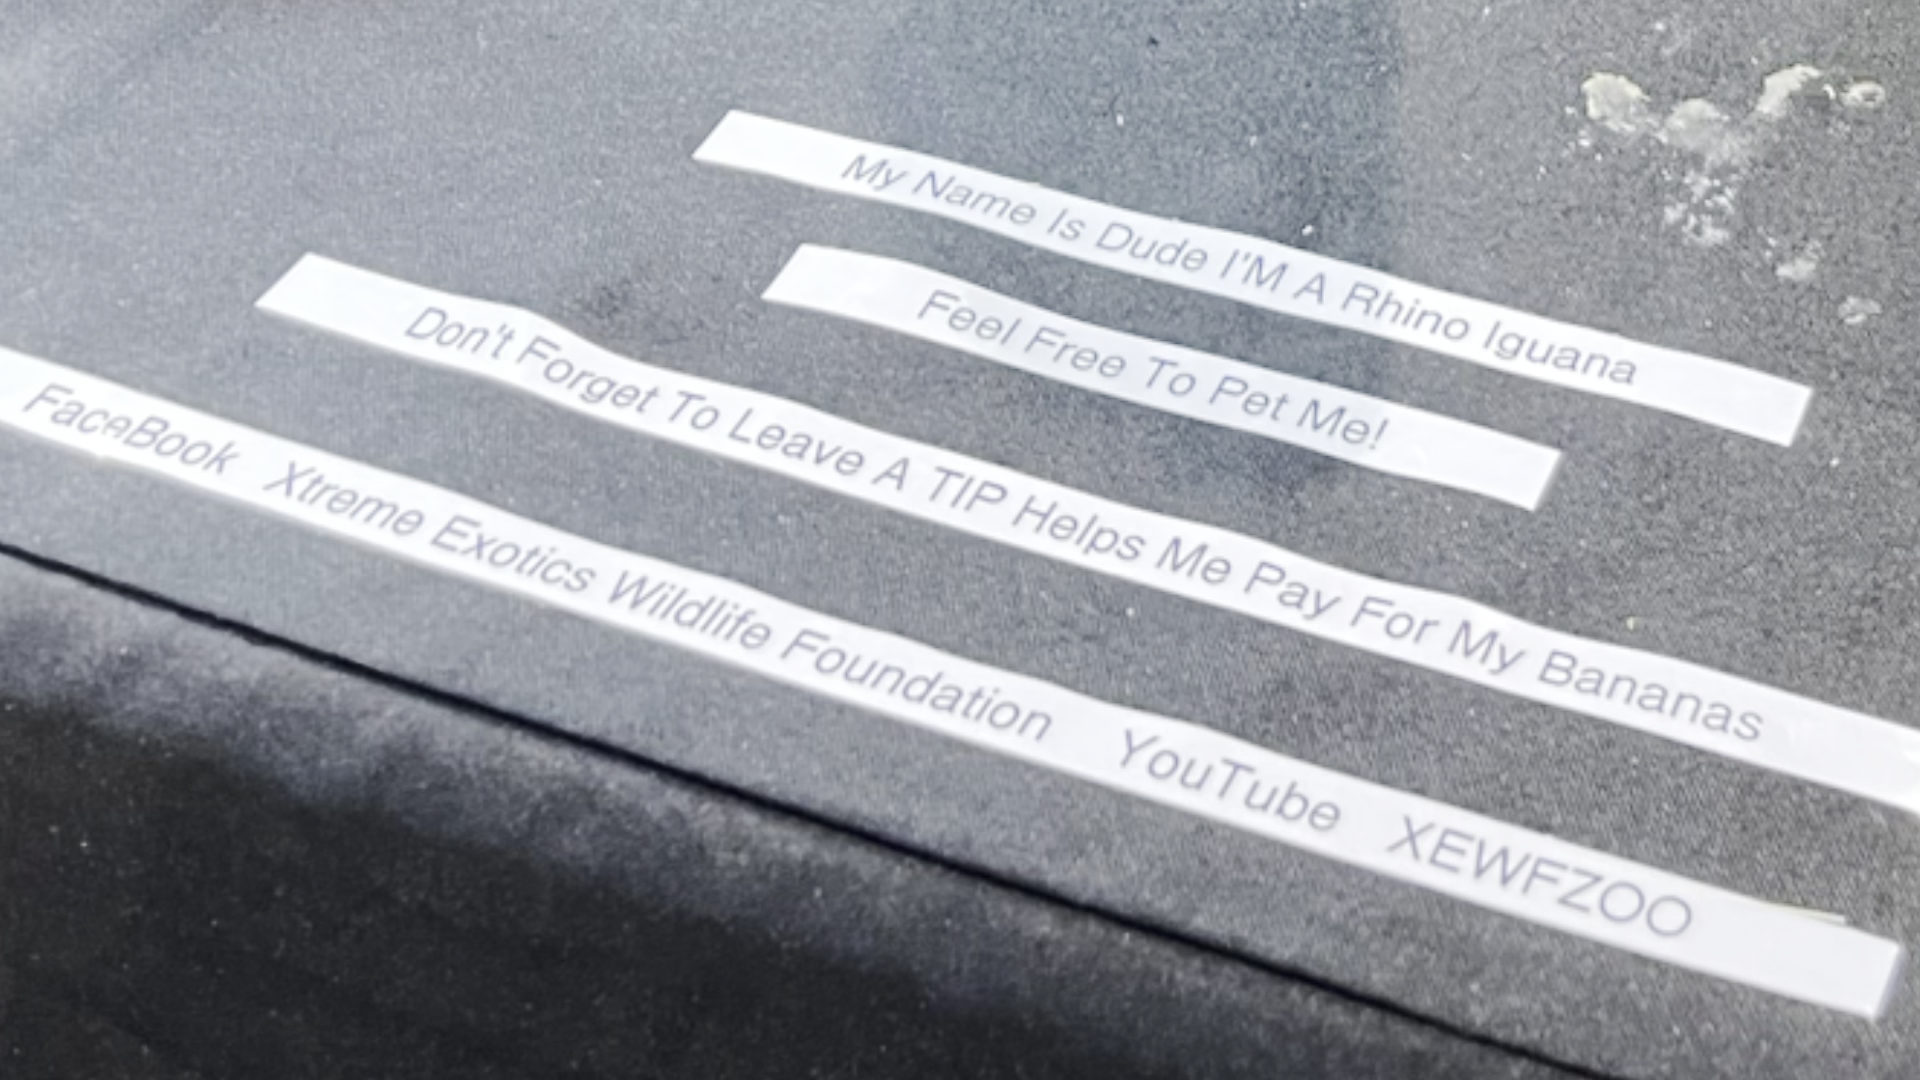 My Name Is Dude I'M A Rhino Iguana
Feel Free To Pet Me!
Don't Forget To Leave A TIP Helps Me Pay For My Bananas
FaceBook Xtreme Exotics Wildlife Foundation YouTube XEWFZOO